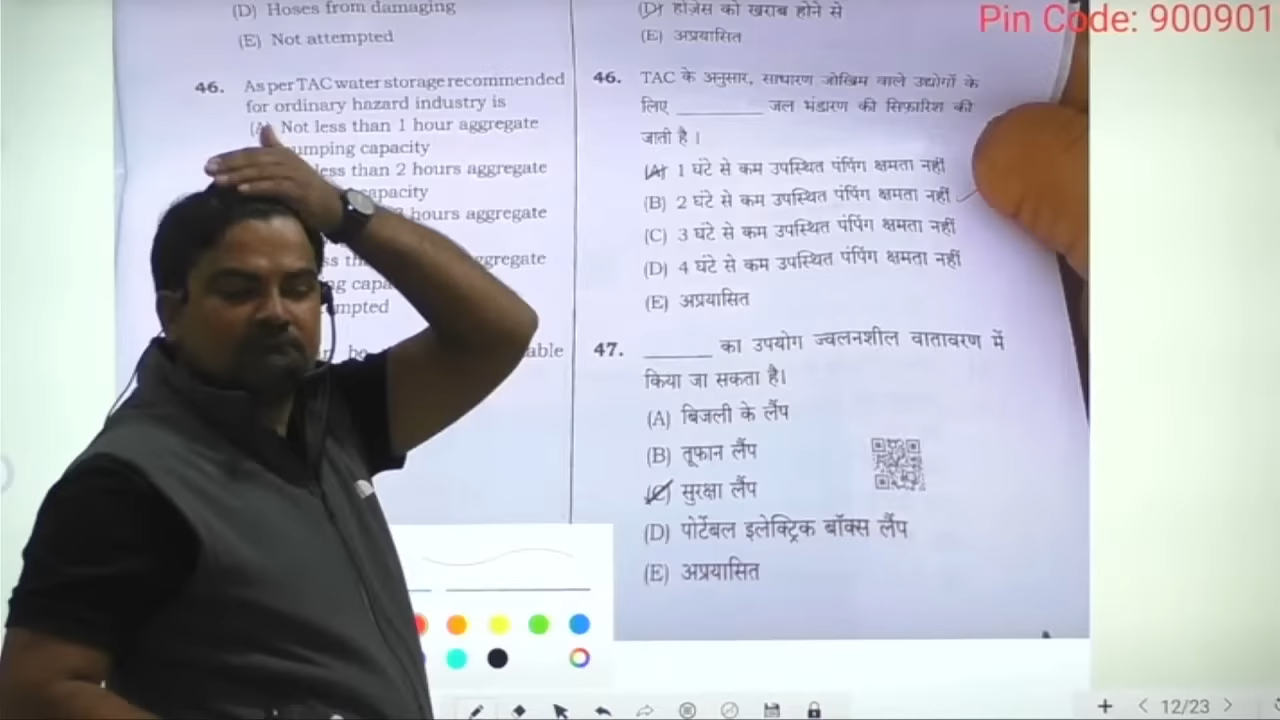 Pin Code: 900901
(D) Hoses from damaging
(E) Not attempted
46. As per TAC water storage recommended
for ordinary hazard industry is
(A) Not less than 1 hour aggregate
pumping capacity
less than 2 hours aggregate
capacity
hours aggregate
ggregate
ng capa
empted
able
(D) होज़ेस को खराब होने से
(E) अप्रयासित
46. TAC के अनुसार, साधारण जोखिम वाले उद्योगों के
लिए ________ जल भंडारण की सिफ़ारिश की
जाती है ।
(A) 1 घंटे से कम उपस्थित पंपिंग क्षमता नहीं
(B) 2 घंटे से कम उपस्थित पंपिंग क्षमता नहीं
(C) 3 घंटे से कम उपस्थित पंपिंग क्षमता नहीं
(D) 4 घंटे से कम उपस्थित पंपिंग क्षमता नहीं
(E) अप्रयासित
47. ______ का उपयोग ज्वलनशील वातावरण में
किया जा सकता है।
(A) बिजली के लैंप
(B) तूफान लैंप
(C) सुरक्षा लैंप
(D) पोर्टेबल इलेक्ट्रिक बॉक्स लैंप
(E) अप्रयासित
12/23